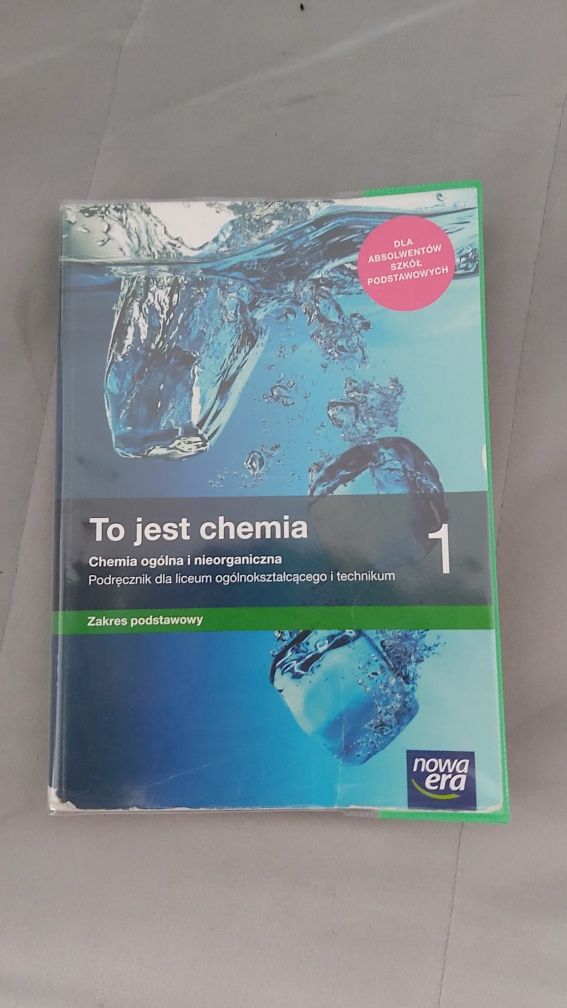 DLA
ABSOLWENTÓW
SZKÓŁ
PODSTAWOWYCH
To jest chemia
1
Chemia ogólna i nieorganiczna
Podręcznik dla liceum ogólnokształcącego i technikum
Zakres podstawowy
nowa
era